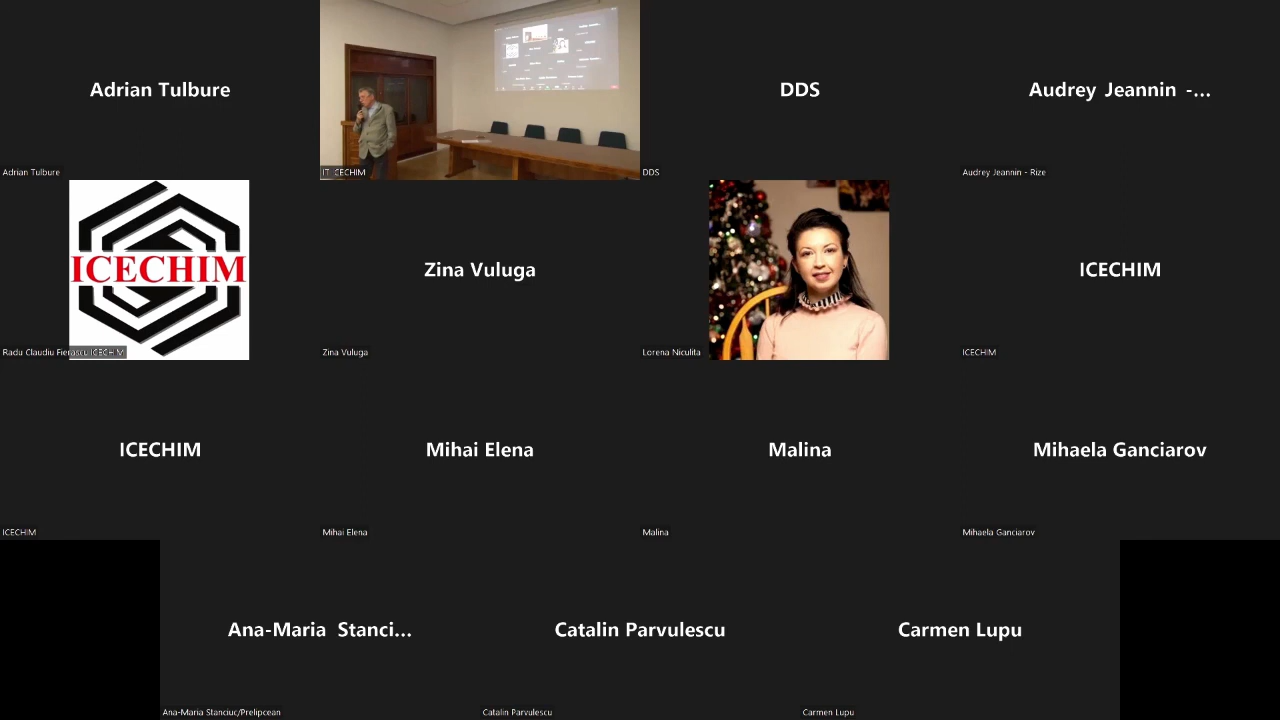 Adrian Tulbure
Adrian Tulbure
IT ICECHIM
DDS
DDS
Audrey Jeannin -...
Audrey Jeannin - Rize
ICECHIM
Radu Claudiu Fierascu ICECHIM
Zina Vuluga
Zina Vuluga
Lorena Niculita
ICECHIM
ICECHIM
ICECHIM
ICECHIM
Mihai Elena
Mihai Elena
Malina
Malina
Mihaela Ganciarov
Mihaela Ganciarov
Ana-Maria Stanci...
Ana-Maria Stanciuc/Prelipcean
Catalin Parvulescu
Catalin Parvulescu
Carmen Lupu
Carmen Lupu